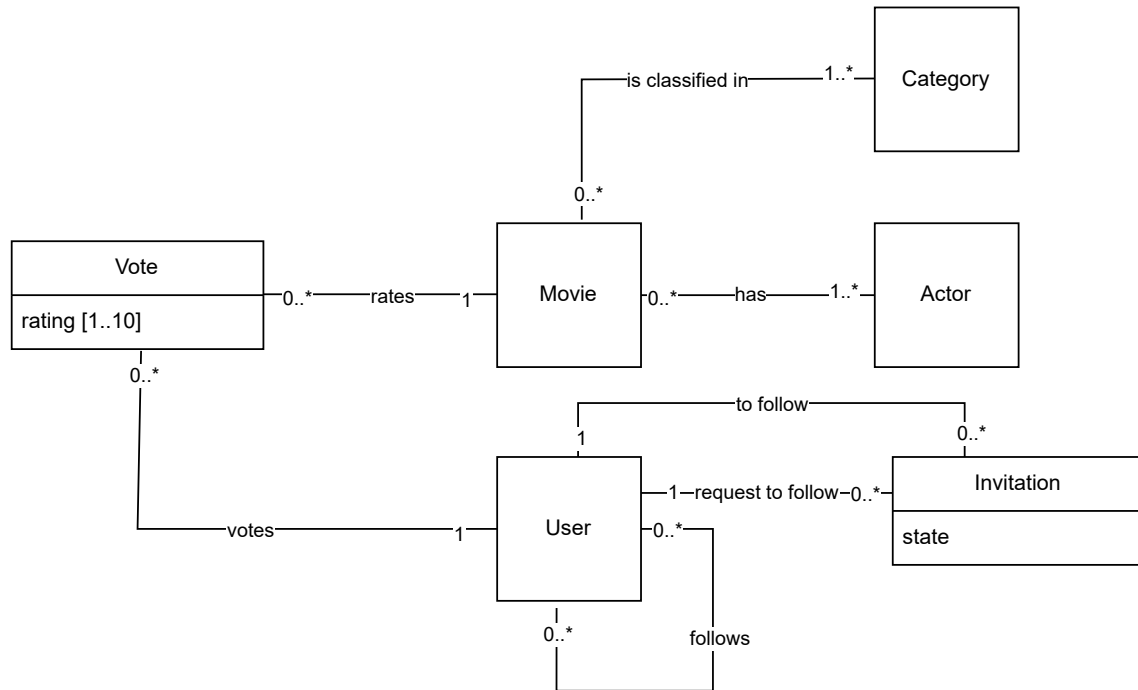 Category
is classified in
1..*
0..*
Vote
rating [1..10]
0..*
rates
1
Movie
0..*
has
1..*
Actor
0..*
to follow
1
0..*
Invitation
state
1
request to follow
0..*
User
0..*
votes
1
0..*
follows